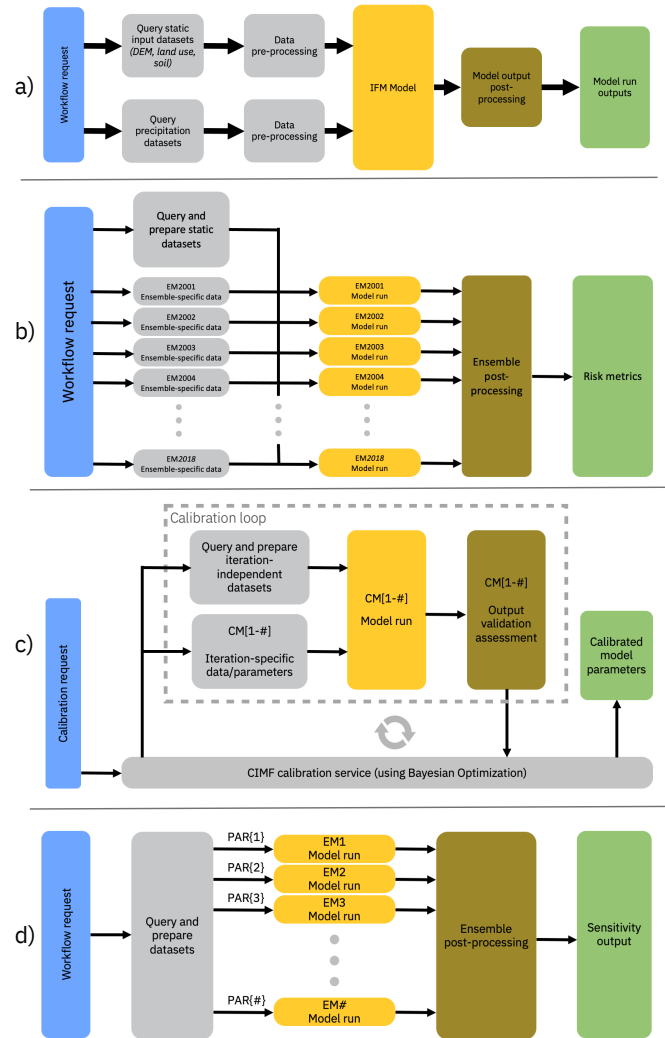 a)
Workflow request
Query static
input datasets
(DEM, land use,
soil)
Data
pre-processing
Query
precipitation
datasets
Data
pre-processing
IFM Model
Model output
post-
processing
Model run
outputs
b)
Workflow request
Query and
prepare static
datasets
EM2001
Ensemble-specific data
EM2001
Model run
EM2002
Ensemble-specific data
EM2002
Model run
EM2003
Ensemble-specific data
EM2003
Model run
EM2004
Ensemble-specific data
EM2004
Model run
EM2018
Ensemble-specific data
EM2018
Model run
Ensemble
post-
processing
Risk metrics
c)
Calibration request
Calibration loop
Query and prepare
iteration-
independent
datasets
CM[1-#]
Iteration-specific
data/parameters
CM[1-#]
Model run
CM[1-#]
Output
validation
assessment
Calibrated
model
parameters
CIMF calibration service (using Bayesian Optimization)
d)
Workflow request
Query and
prepare
datasets
PAR{1}
EM1
Model run
PAR{2}
EM2
Model run
PAR{3}
EM3
Model run
PAR{#}
EM#
Model run
Ensemble
post-processing
Sensitivity
output